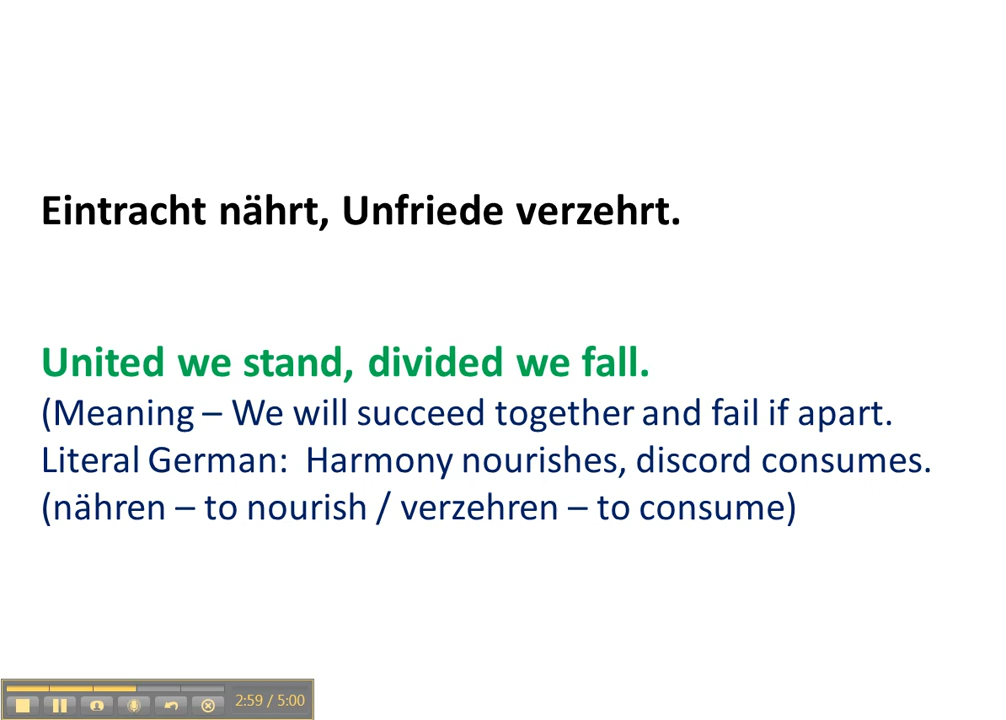 Eintracht nährt, Unfriede verzehrt.
United we stand, divided we fall.
(Meaning – We will succeed together and fail if apart.
Literal German:  Harmony nourishes, discord consumes.
(nähren – to nourish / verzehren – to consume)
2:59 / 5:00